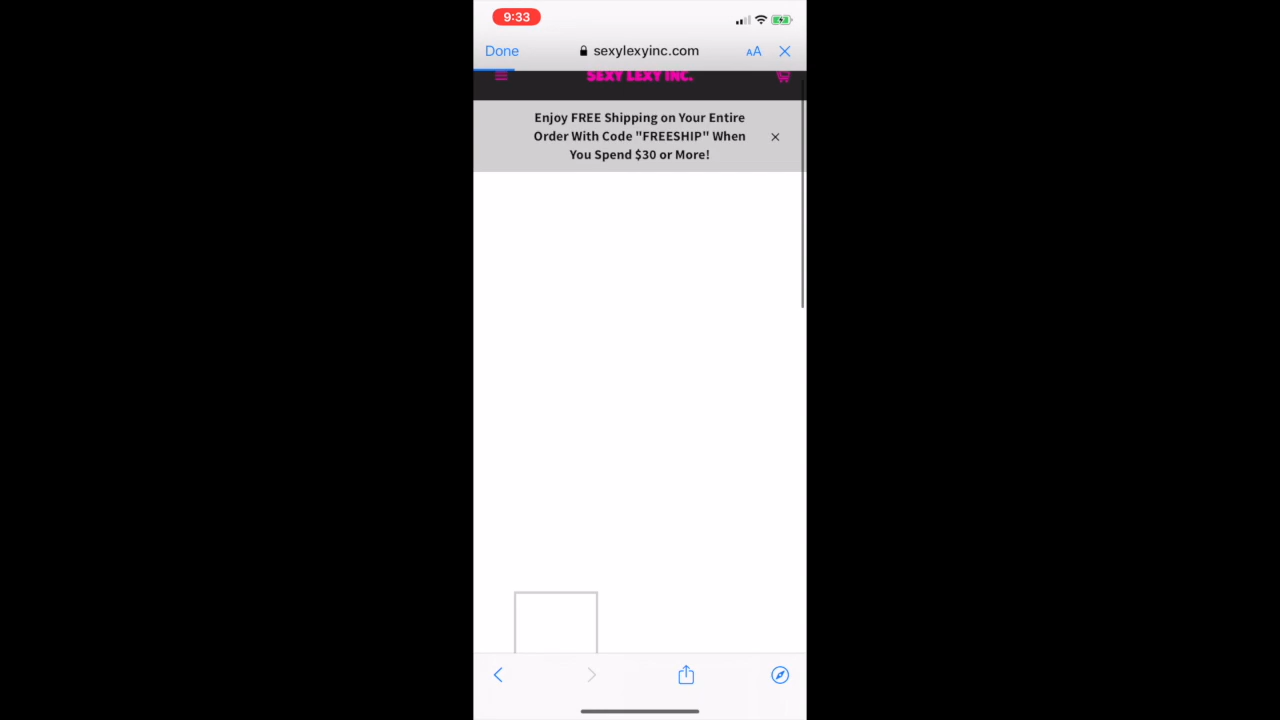 9:33
Done
sexylexyinc.com
AA
SEXY LEXY INC.
Enjoy FREE Shipping on Your Entire
Order With Code "FREESHIP" When
You Spend $30 or More!